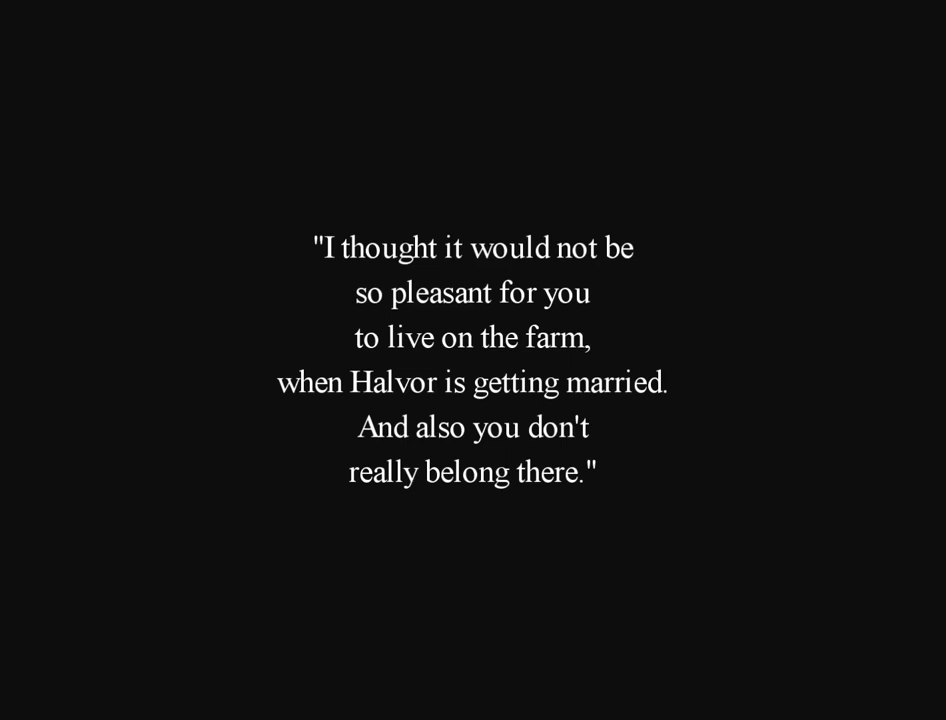 "I thought it would not be
so pleasant for you
to live on the farm,
when Halvor is getting married.
And also you don't
really belong there."